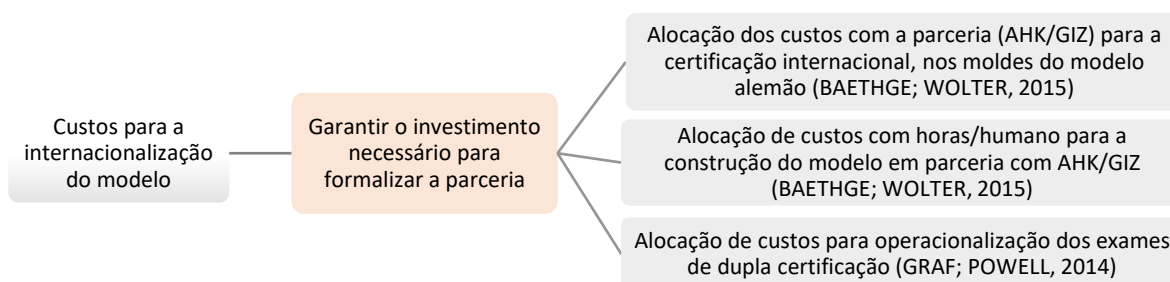 Custos para a
internacionalização
do modelo
Garantir o investimento
necessário para
formalizar a parceria
Alocação dos custos com a parceria (AHK/GIZ) para a
certificação internacional, nos moldes do modelo
alemão (BAETHGE; WOLTER, 2015)
Alocação de custos com horas/humano para a
construção do modelo em parceria com AHK/GIZ
(BAETHGE; WOLTER, 2015)
Alocação de custos para operacionalização dos exames
de dupla certificação (GRAF; POWELL, 2014)